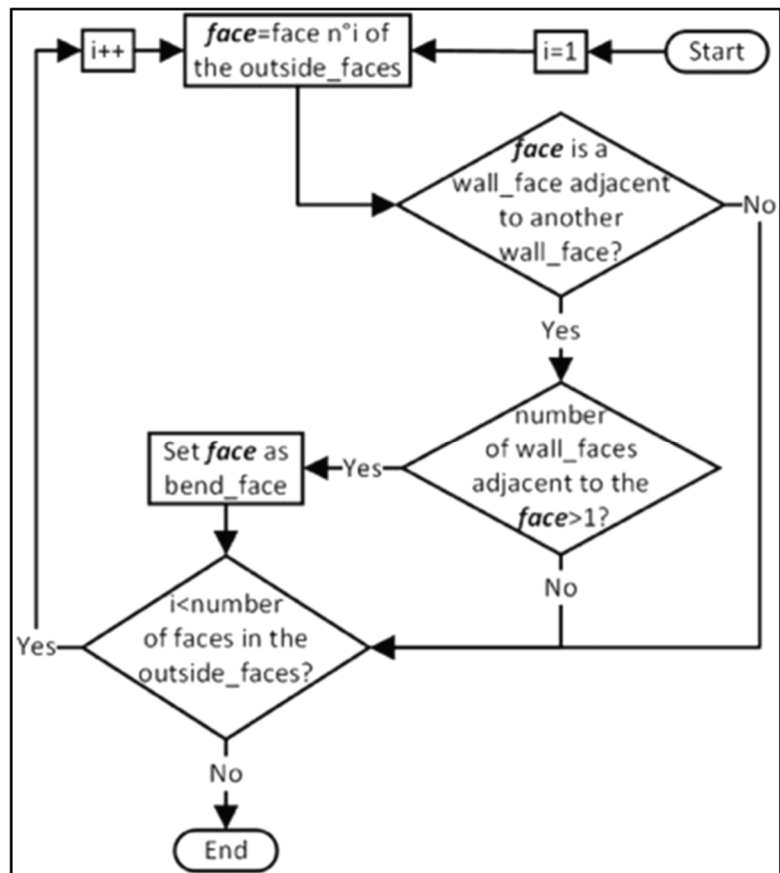 Start
i=1
face=face n°i of
the outside_faces
i++
face is a
wall_face adjacent
to another
wall_face?
No
Yes
number
of wall_faces
adjacent to the
face>1?
Yes
Set face as
bend_face
No
i<number
of faces in the
outside_faces?
Yes
No
End